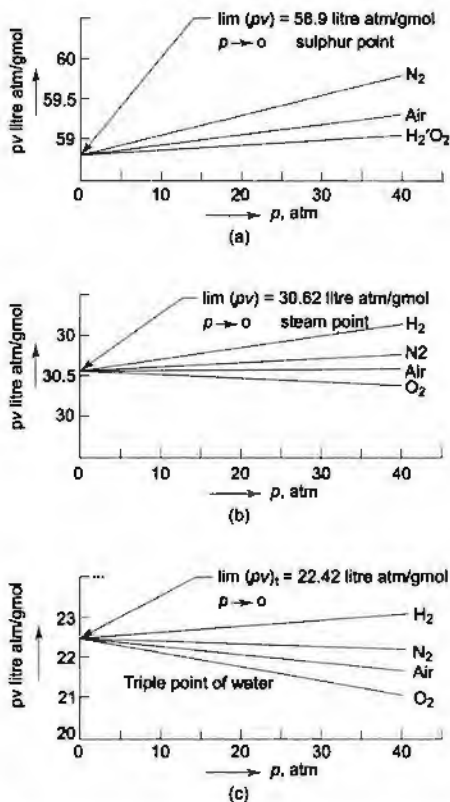 (a)
lim (pv) = 56.9 litre atm/gmol
p → o sulphur point
pv litre atm/gmol
60
59.5
59
N₂
Air
H₂'O₂
0 10 20 30 40
p, atm
(a)
lim (pv) = 30.62 litre atm/gmol
p → o steam point
pv litre atm/gmol
30
30.5
30
H₂
N2
Air
O₂
0 10 20 30 40
p, atm
(b)
lim (pv)ₜ = 22.42 litre atm/gmol
p → o
pv litre atm/gmol
23
22
21
20
H₂
N₂
Air
O₂
Triple point of water
0 10 20 30 40
p, atm
(c)